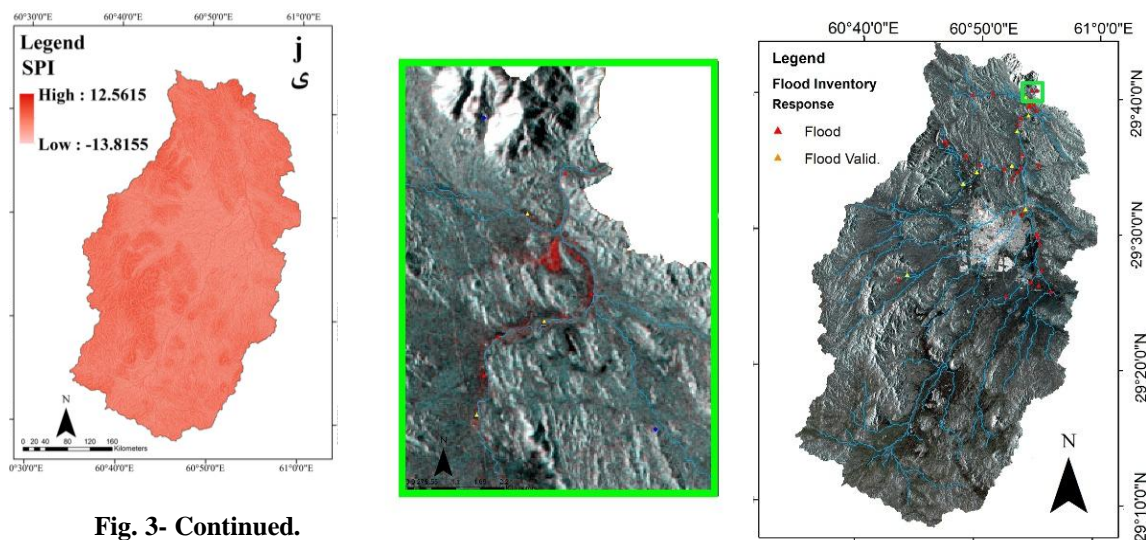 60°30'0"E 60°40'0"E 60°50'0"E 61°0'0"E
Legend
SPI
High : 12.5615
Low : -13.8155
j
ی
N
0 20 40 80 120 160
Kilometers
0°30'0"E 60°40'0"E 60°50'0"E 61°0'0"E
Fig. 3- Continued.
N
60°40'0"E 60°50'0"E 61°0'0"E
Legend
Flood Inventory
Response
Flood
Flood Valid.
29°40'0"N
29°30'0"N
29°20'0"N
29°10'0"N
N